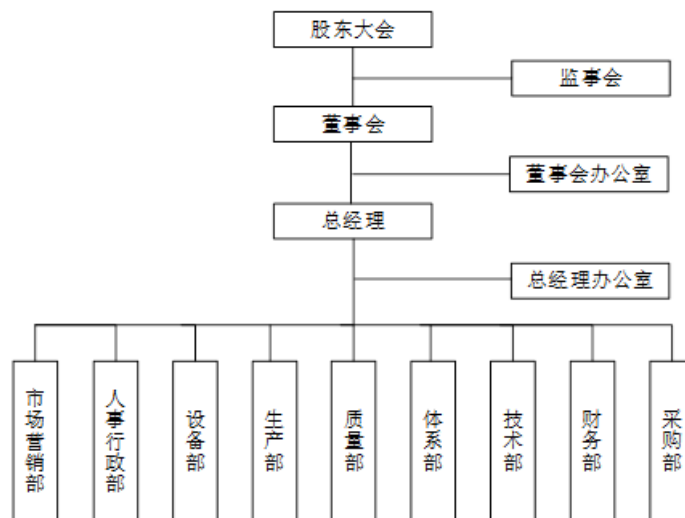 股东大会
监事会
董事会
董事会办公室
总经理
总经理办公室
市场营销部
人事行政部
设备部
生产部
质量部
体系部
技术部
财务部
采购部